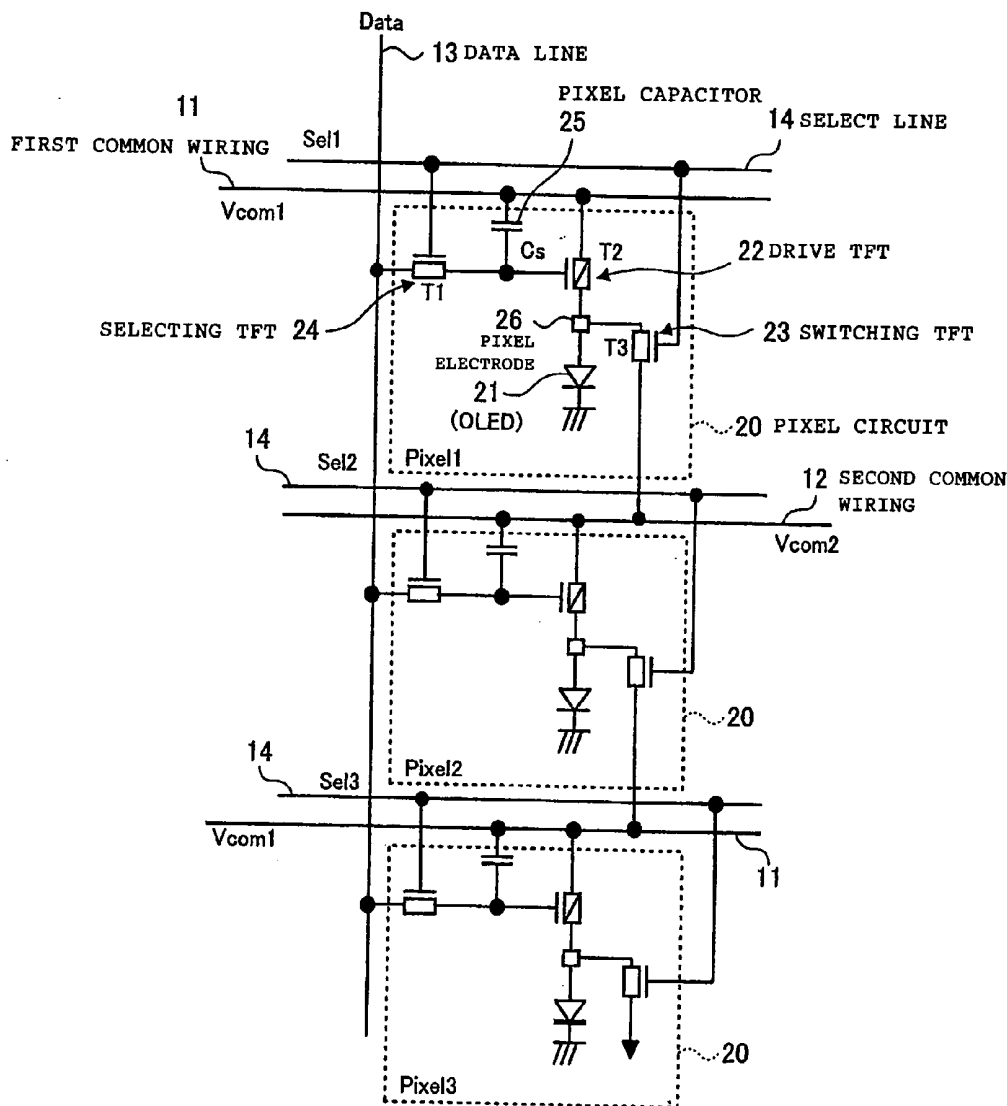 Data
13 DATA LINE
PIXEL CAPACITOR
25
11
FIRST COMMON WIRING
Sel1
14 SELECT LINE
Vcom1
Cs
T2
22 DRIVE TFT
T1
SELECTING TFT 24
26
PIXEL
ELECTRODE
T3
23 SWITCHING TFT
21
(OLED)
20 PIXEL CIRCUIT
Pixel1
14
Sel2
12 SECOND COMMON
WIRING
Vcom2
20
Pixel2
14
Sel3
Vcom1
11
20
Pixel3